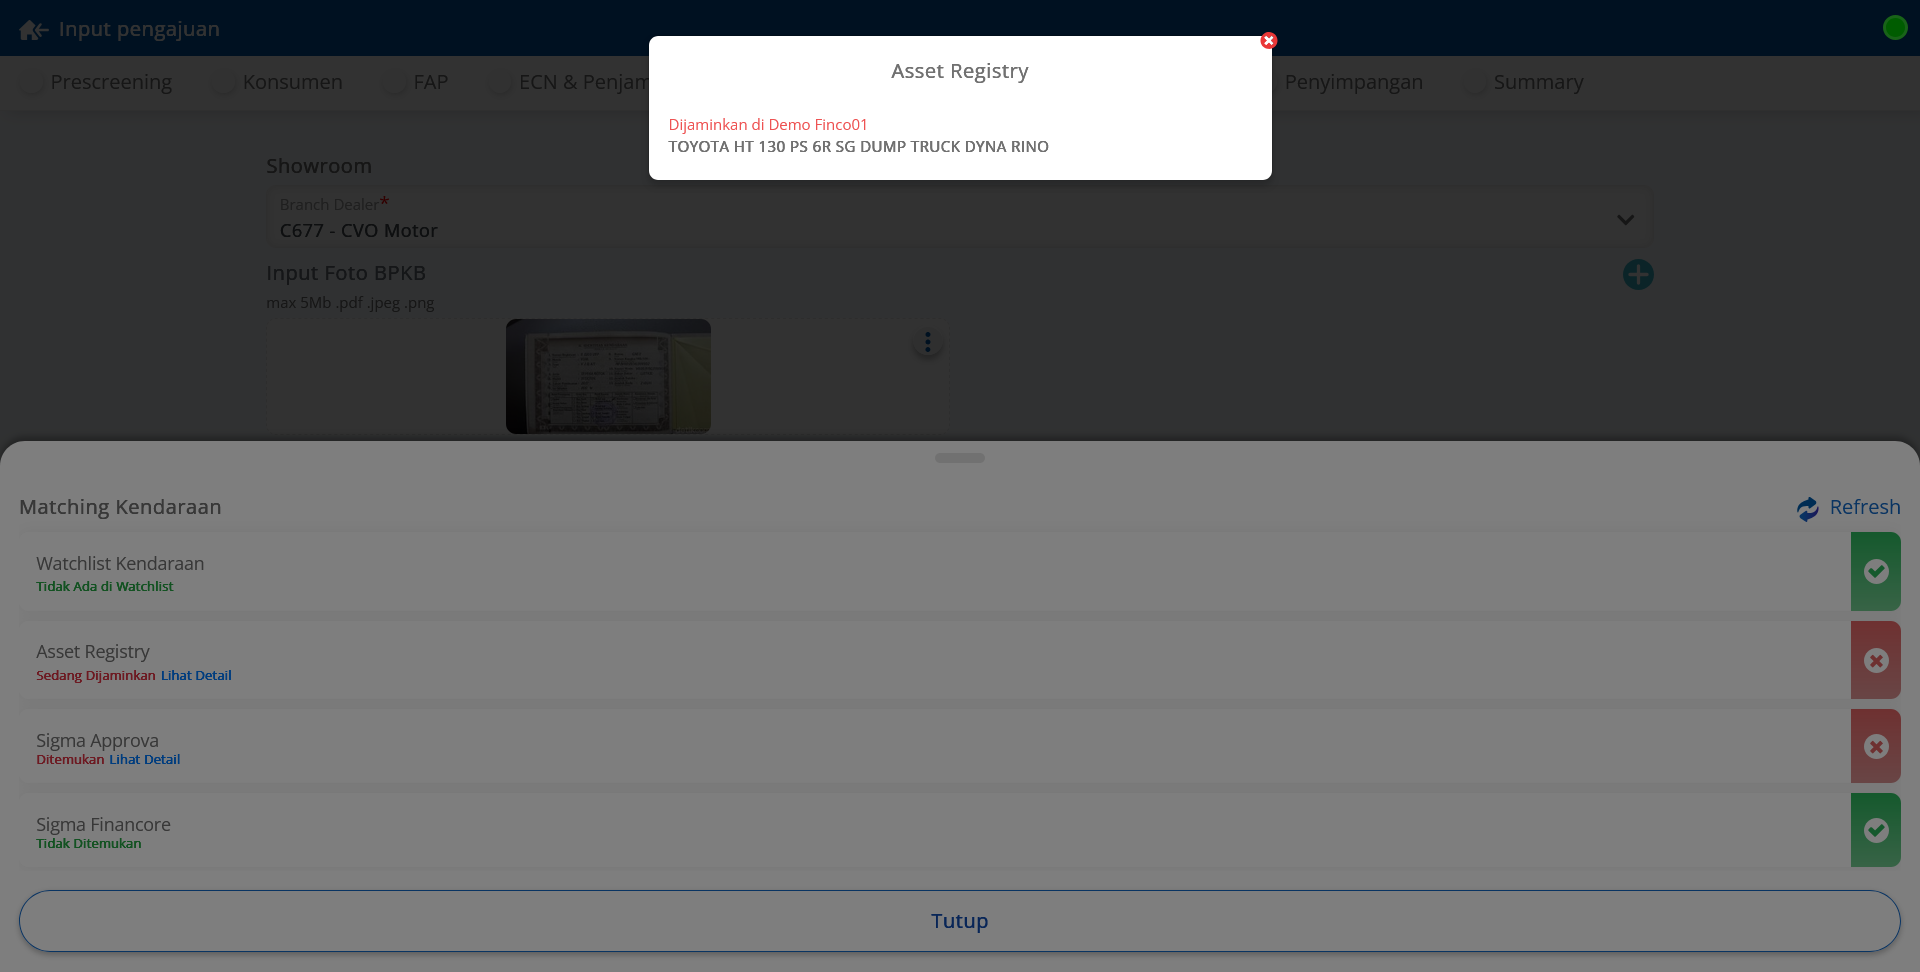 Input pengajuan
Prescreening
Konsumen
FAP
ECN & Penjam
Penyimpangan
Summary
Asset Registry
Dijaminkan di Demo Finco01
TOYOTA HT 130 PS 6R SG DUMP TRUCK DYNA RINO
Showroom
Branch Dealer*
C677 - CVO Motor
Input Foto BPKB
max 5Mb .pdf .jpeg .png
Matching Kendaraan
Refresh
Watchlist Kendaraan
Tidak Ada di Watchlist
Asset Registry
Sedang Dijaminkan Lihat Detail
Sigma Approva
Ditemukan Lihat Detail
Sigma Financore
Tidak Ditemukan
Tutup